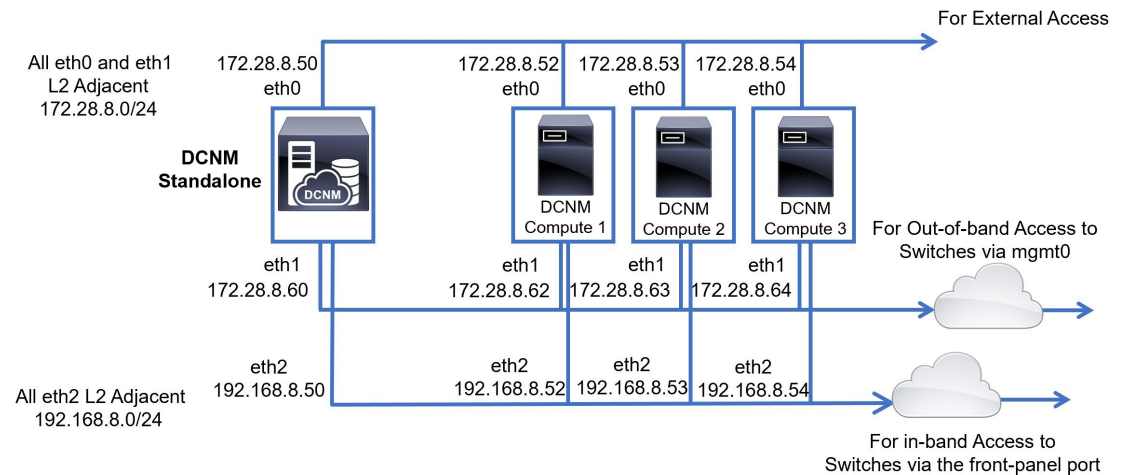 For External Access
All eth0 and eth1
L2 Adjacent
172.28.8.0/24
172.28.8.50
eth0
172.28.8.52
eth0
172.28.8.53
eth0
172.28.8.54
eth0
DCNM
Standalone
DCNM
DCNM
Compute 1
DCNM
Compute 2
DCNM
Compute 3
For Out-of-band Access to
Switches via mgmt0
eth1
172.28.8.60
eth1
172.28.8.62
eth1
172.28.8.63
eth1
172.28.8.64
All eth2 L2 Adjacent
192.168.8.0/24
eth2
192.168.8.50
eth2
192.168.8.52
eth2
192.168.8.53
eth2
192.168.8.54
For in-band Access to
Switches via the front-panel port